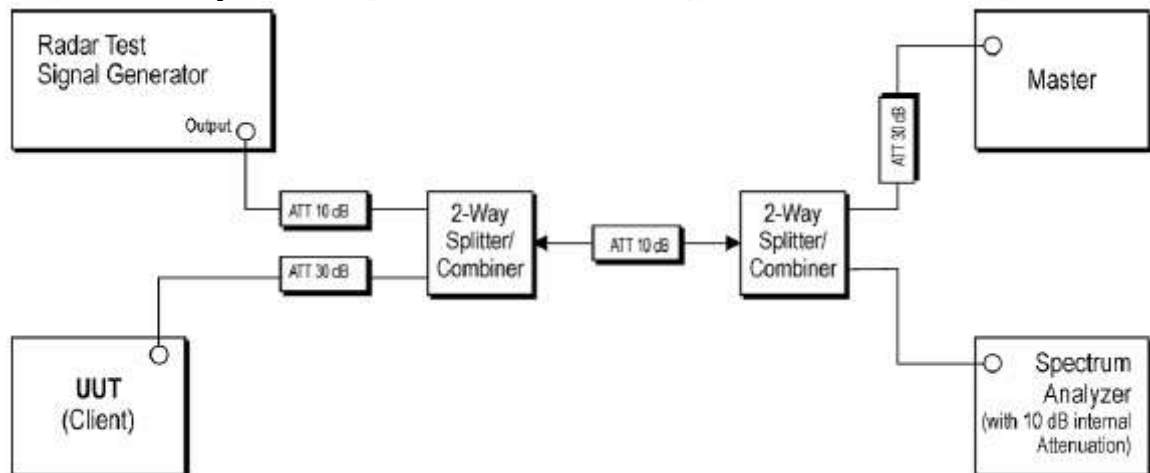 Radar Test
Signal Generator
Output
ATT 10 dB
ATT 30 dB
UUT
(Client)
2-Way
Splitter/
Combiner
ATT 10 dB
2-Way
Splitter/
Combiner
ATT 30 dB
Master
Spectrum
Analyzer
(with 10 dB internal
Attenuation)